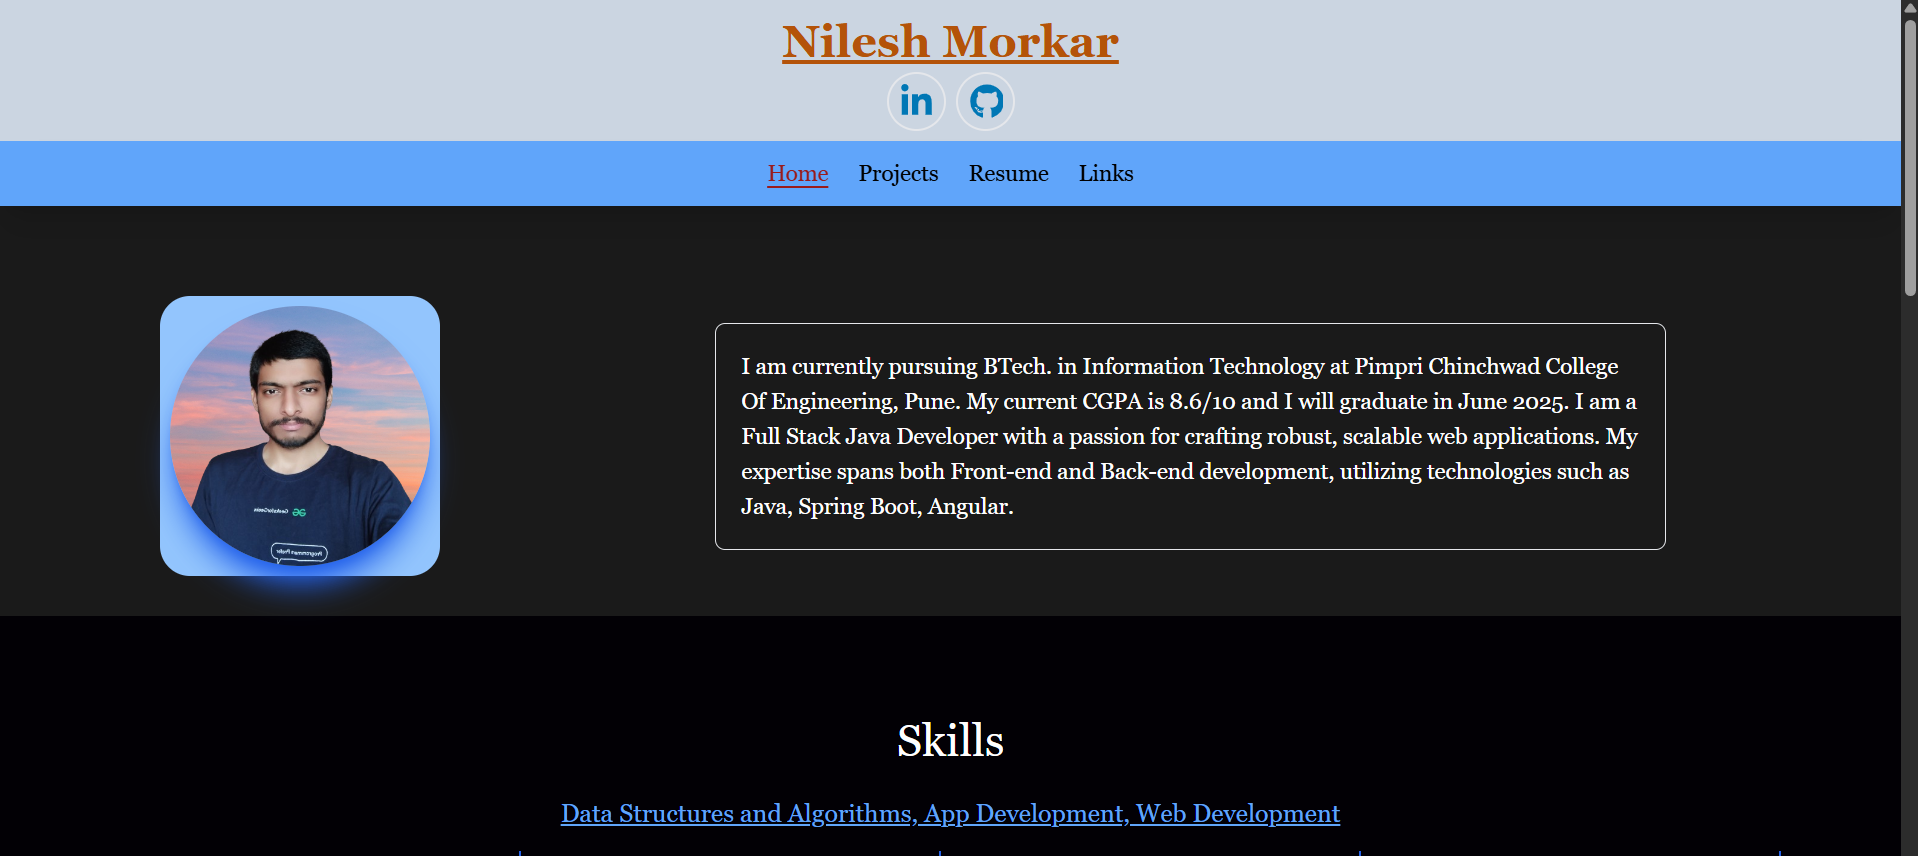 Nilesh Morkar
in
Home Projects Resume Links
I am currently pursuing BTech. in Information Technology at Pimpri Chinchwad College
Of Engineering, Pune. My current CGPA is 8.6/10 and I will graduate in June 2025. I am a
Full Stack Java Developer with a passion for crafting robust, scalable web applications. My
expertise spans both Front-end and Back-end development, utilizing technologies such as
Java, Spring Boot, Angular.
GeeksforGeeks
Skills
Data Structures and Algorithms, App Development, Web Development